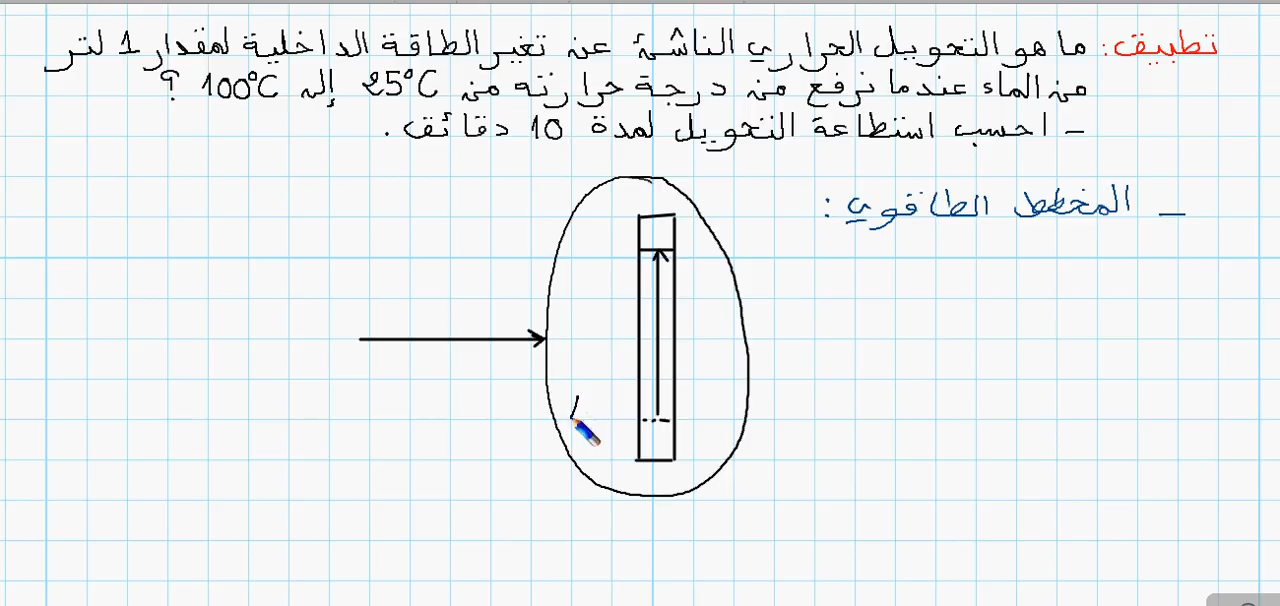 تطبيق: ما هو التحويل الحراري الناشئ عن تغير الطاقة الداخلية لمقدار 1 لتر
من الماء عندما نرفع من درجة حرارته من 25°C إلى 100°C ؟
- احسب استطاعة التحويل لمدة 10 دقائق.
- المخطط الطاقوي: